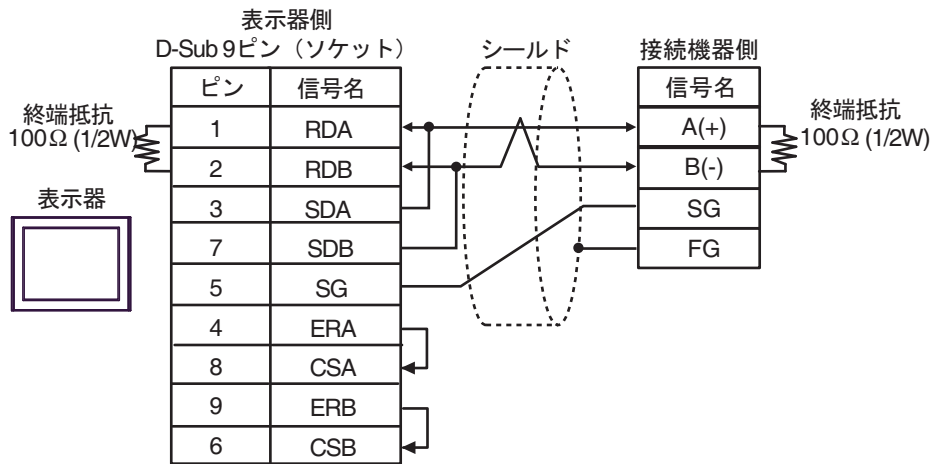 表示器側
D-Sub 9ピン（ソケット）
シールド
接続機器側
ピン 信号名
信号名
終端抵抗
100Ω (1/2W)
終端抵抗
100Ω (1/2W)
1 RDA
A(+)
2 RDB
B(-)
表示器
3 SDA
SG
7 SDB
FG
5 SG
4 ERA
8 CSA
9 ERB
6 CSB